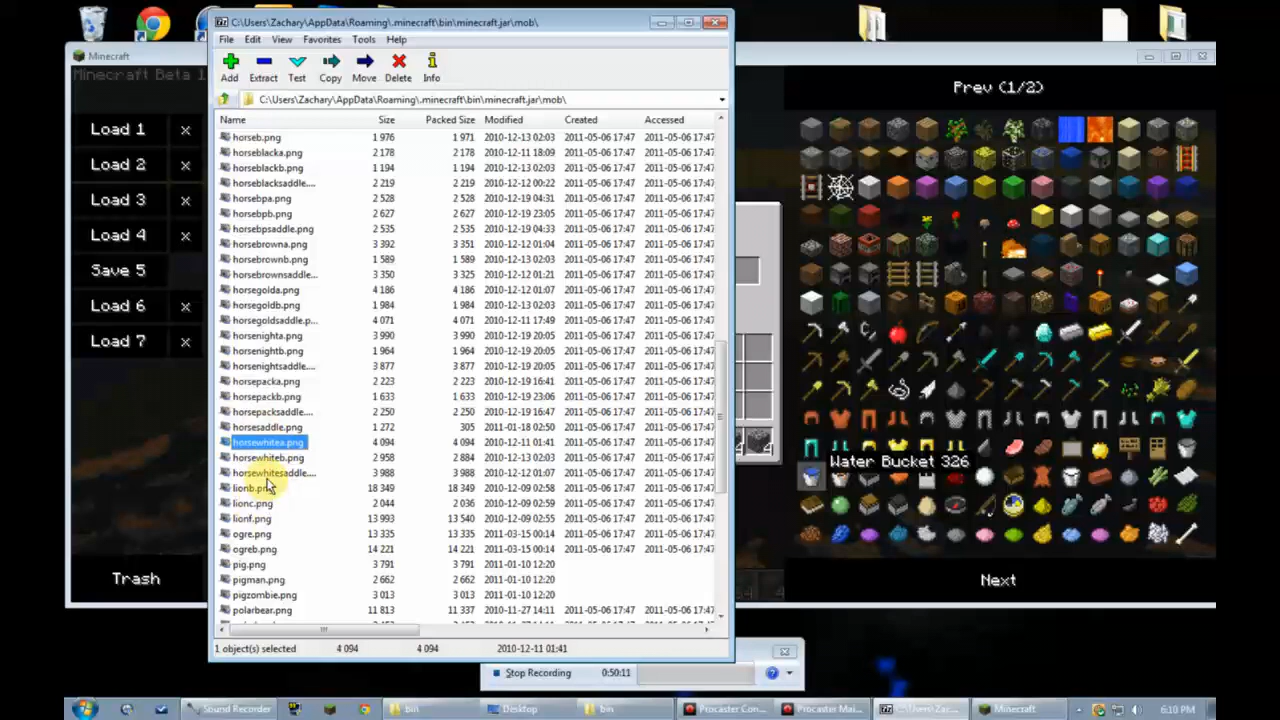 C:\Users\Zachary\AppData\Roaming\.minecraft\bin\minecraft.jar\mob\
File Edit View Favorites Tools Help
Add Extract Test Copy Move Delete Info
C:\Users\Zachary\AppData\Roaming\.minecraft\bin\minecraft.jar\mob\
Name Size Packed Size Modified Created Accessed
horseb.png 1 976 1 971 2010-12-13 02:03 2011-05-06 17:47 2011-05-06 17:47
horseblacka.png 2 178 2 178 2010-12-11 18:09 2011-05-06 17:47 2011-05-06 17:47
horseblackb.png 1 194 1 194 2010-12-13 02:03 2011-05-06 17:47 2011-05-06 17:47
horseblacksaddle.... 2 219 2 219 2010-12-12 00:22 2011-05-06 17:47 2011-05-06 17:47
horsebpa.png 2 528 2 528 2010-12-19 04:31 2011-05-06 17:47 2011-05-06 17:47
horsebpb.png 2 627 2 627 2010-12-19 23:05 2011-05-06 17:47 2011-05-06 17:47
horsebpsaddle.png 2 535 2 535 2010-12-19 04:33 2011-05-06 17:47 2011-05-06 17:47
horsebrowna.png 3 392 3 351 2010-12-12 01:04 2011-05-06 17:47 2011-05-06 17:47
horsebrownb.png 1 589 1 589 2010-12-13 02:03 2011-05-06 17:47 2011-05-06 17:47
horsebrownsaddle... 3 350 3 325 2010-12-12 01:21 2011-05-06 17:47 2011-05-06 17:47
horsegolda.png 4 186 4 186 2010-12-12 01:07 2011-05-06 17:47 2011-05-06 17:47
horsegoldb.png 1 984 1 984 2010-12-13 02:03 2011-05-06 17:47 2011-05-06 17:47
horsegoldsaddle.p... 4 071 4 071 2010-12-11 17:49 2011-05-06 17:47 2011-05-06 17:47
horsenighta.png 3 990 3 990 2010-12-19 20:05 2011-05-06 17:47 2011-05-06 17:47
horsenightb.png 1 964 1 964 2010-12-19 20:05 2011-05-06 17:47 2011-05-06 17:47
horsenightsaddle.... 3 877 3 877 2010-12-19 20:05 2011-05-06 17:47 2011-05-06 17:47
horsepacka.png 2 223 2 223 2010-12-19 16:41 2011-05-06 17:47 2011-05-06 17:47
horsepackb.png 1 633 1 633 2010-12-19 16:41 2011-05-06 17:47 2011-05-06 17:47
horsepacksaddle.... 2 250 2 250 2010-12-19 16:47 2011-05-06 17:47 2011-05-06 17:47
horsesaddle.png 1 272 305 2011-01-18 02:50 2011-05-06 17:47 2011-05-06 17:47
horsewhitea.png 4 094 4 094 2010-12-11 01:41 2011-05-06 17:47 2011-05-06 17:47
horsewhiteb.png 2 958 2 884 2010-12-13 02:03 2011-05-06 17:47 2011-05-06 17:47
horsewhitesaddle.... 3 988 3 988 2010-12-12 01:07 2011-05-06 17:47 2011-05-06 17:47
lionb.png 18 349 18 349 2010-12-09 02:58 2011-05-06 17:47 2011-05-06 17:47
lionc.png 2 044 2 036 2010-12-09 02:59 2011-05-06 17:47 2011-05-06 17:47
lionf.png 13 993 13 540 2010-12-09 02:55 2011-05-06 17:47 2011-05-06 17:47
ogre.png 13 335 13 335 2011-03-15 00:14 2011-05-06 17:47 2011-05-06 17:47
ogreb.png 14 221 14 221 2011-03-15 00:14 2011-05-06 17:47 2011-05-06 17:47
pig.png 3 791 3 791 2011-01-10 12:20
pigman.png 2 662 2 662 2011-01-10 12:20
pigzombie.png 3 013 3 013 2011-01-10 12:20
polarbear.png 11 813 11 337 2010-11-27 14:11 2011-05-06 17:47 2011-05-06 17:47
1 object(s) selected 4 094 4 094 2010-12-11 01:41
Minecraft
Minecraft Beta 1
Load 1 ×
Load 2 ×
Load 3 ×
Load 4 ×
Save 5
Load 6 ×
Load 7 ×
Trash
Prev (1/2)
Water Bucket 326
Next
Stop Recording 0:50:11
Sound Recorder bin Desktop bin Procaster Con... Procaster Mai... C:\Users\Zac... Minecraft 6:10 PM